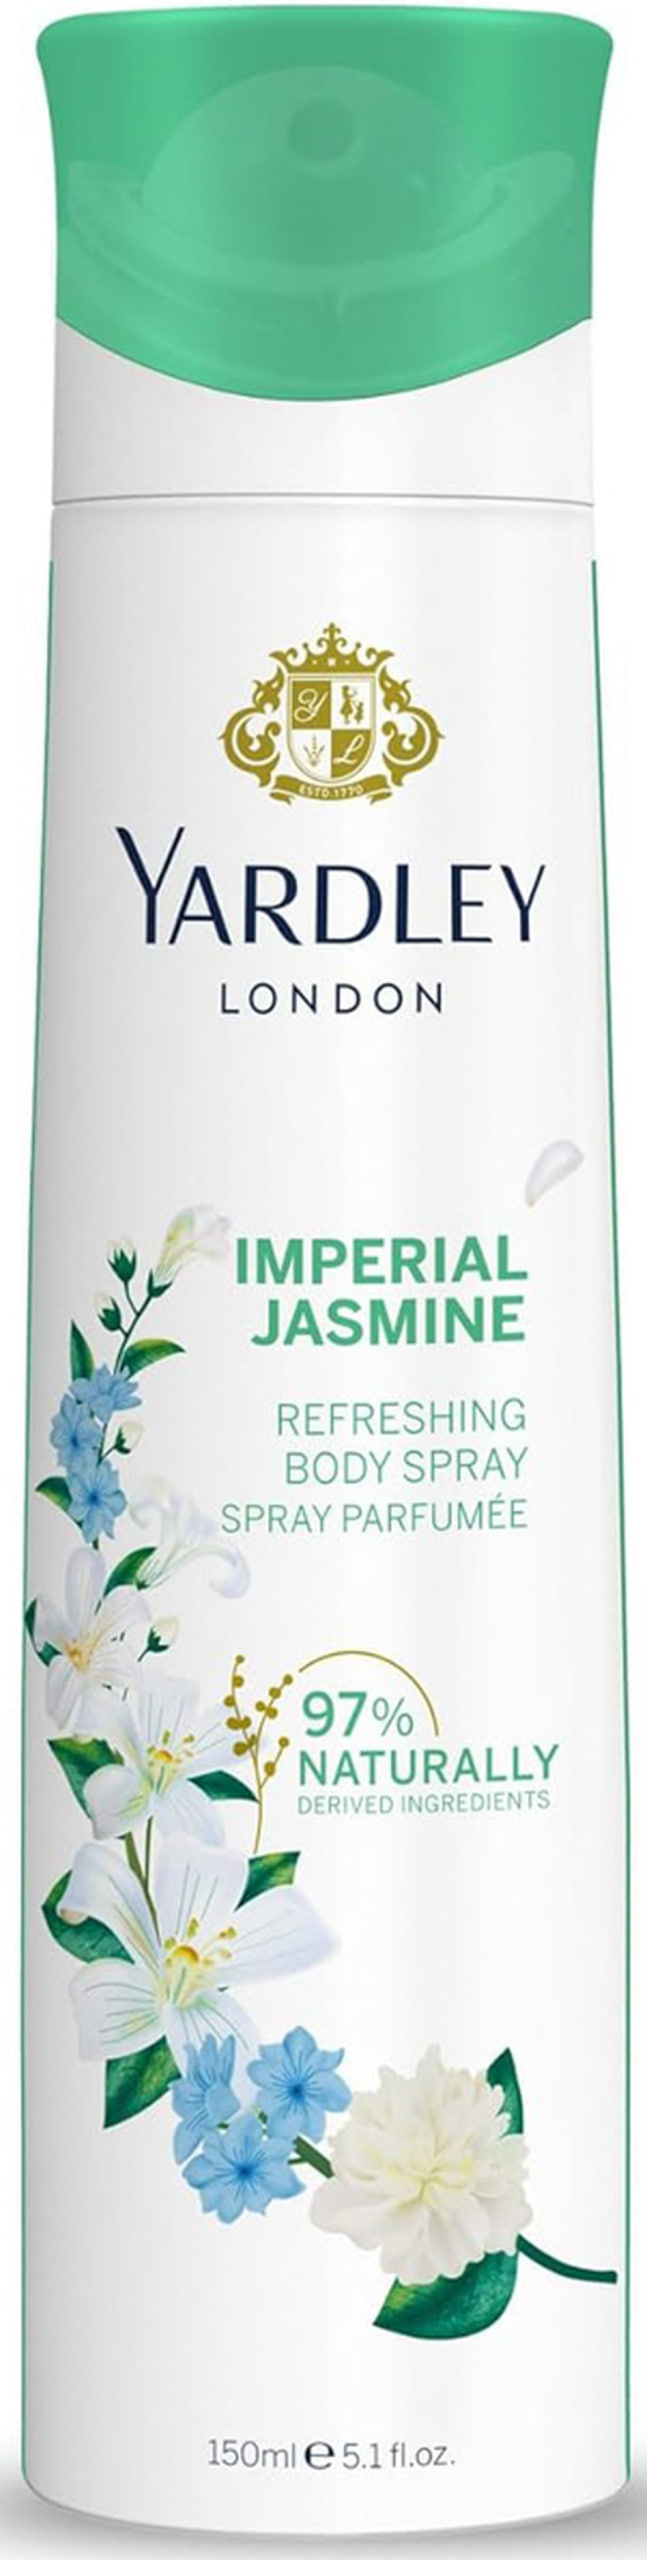 Y
L
ESTD.1770
YARDLEY
LONDON
IMPERIAL
JASMINE
REFRESHING
BODY SPRAY
SPRAY PARFUMÉE
97%
NATURALLY
DERIVED INGREDIENTS
150ml e 5.1 fl.oz.